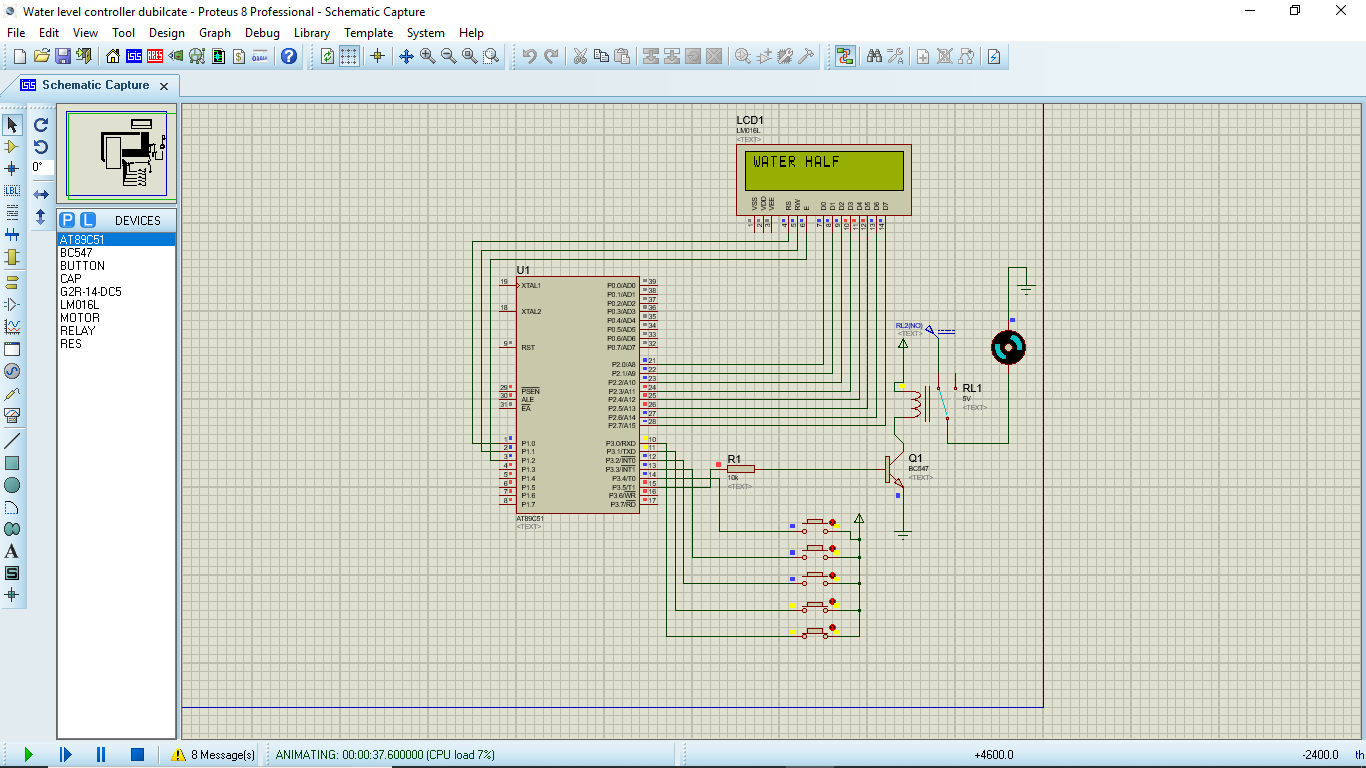 Water level controller dubilcate - Proteus 8 Professional - Schematic Capture
File Edit View Tool Design Graph Debug Library Template System Help
Schematic Capture
0°
LBL
P L DEVICES
AT89C51
BC547
BUTTON
CAP
G2R-14-DC5
LM016L
MOTOR
RELAY
RES
A
S
LCD1
LM016L
<TEXT>
WATER HALF
VSS VDD VEE RS RW E D0 D1 D2 D3 D4 D5 D6 D7
1 2 3 4 5 6 7 8 9 10 11 12 13 14
U1
19 XTAL1 P0.0/AD0 39
P0.1/AD1 38
P0.2/AD2 37
18 XTAL2 P0.3/AD3 36
P0.4/AD4 35
P0.5/AD5 34
P0.6/AD6 33
9 RST P0.7/AD7 32
P2.0/A8 21
P2.1/A9 22
P2.2/A10 23
29 PSEN P2.3/A11 24
30 ALE P2.4/A12 25
31 EA P2.5/A13 26
P2.6/A14 27
P2.7/A15 28
1 P1.0 P3.0/RXD 10
2 P1.1 P3.1/TXD 11
3 P1.2 P3.2/INT0 12
4 P1.3 P3.3/INT1 13
5 P1.4 P3.4/T0 14
6 P1.5 P3.5/T1 15
7 P1.6 P3.6/WR 16
8 P1.7 P3.7/RD 17
AT89C51
<TEXT>
RL2(NO)
<TEXT>
RL1
5V
<TEXT>
R1
10k
<TEXT>
Q1
BC547
<TEXT>
8 Message(s) ANIMATING: 00:00:37.600000 (CPU load 7%) +4600.0 -2400.0 th